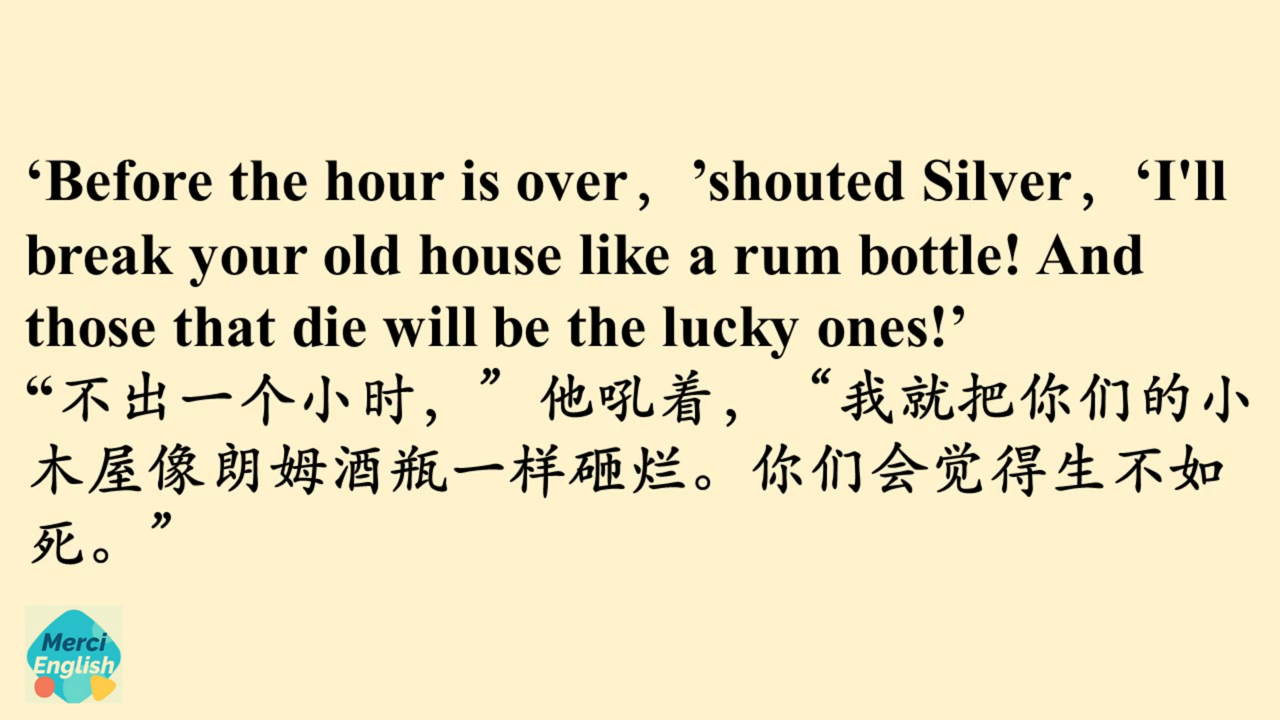 ‘Before the hour is over，’shouted Silver，‘I'll
break your old house like a rum bottle! And
those that die will be the lucky ones!’
“不出一个小时，”他吼着，“我就把你们的小
木屋像朗姆酒瓶一样砸烂。你们会觉得生不如
死。”
Merci
English